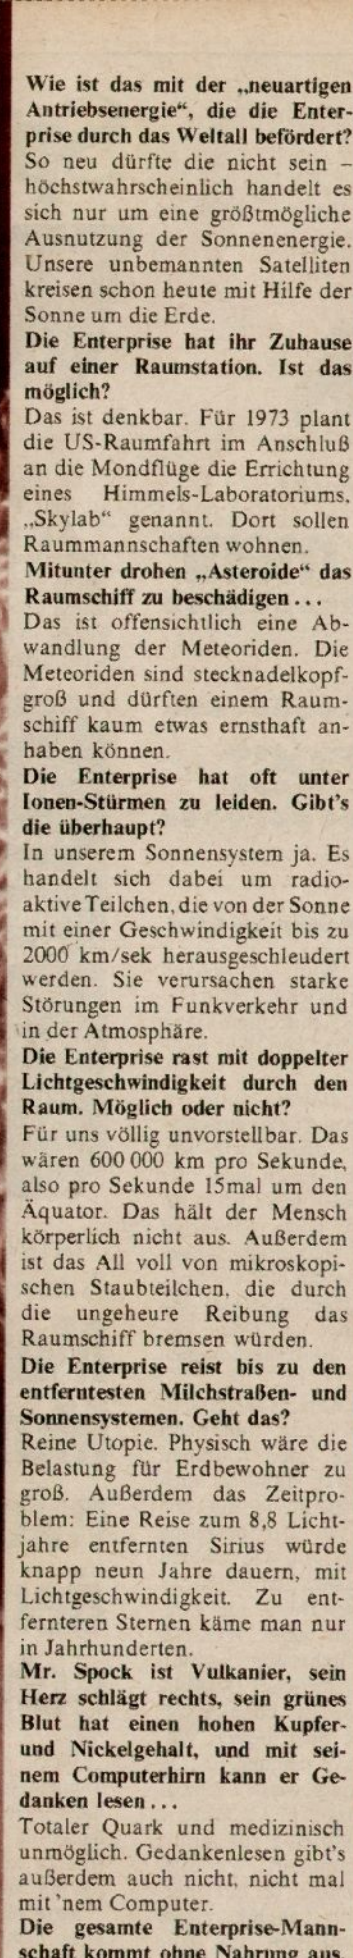 Wie ist das mit der „neuartigen
Antriebsenergie“, die die Enter-
prise durch das Weltall befördert?
So neu dürfte die nicht sein –
höchstwahrscheinlich handelt es
sich nur um eine größtmögliche
Ausnutzung der Sonnenenergie.
Unsere unbemannten Satelliten
kreisen schon heute mit Hilfe der
Sonne um die Erde.
Die Enterprise hat ihr Zuhause
auf einer Raumstation. Ist das
möglich?
Das ist denkbar. Für 1973 plant
die US-Raumfahrt im Anschluß
an die Mondflüge die Errichtung
eines Himmels-Laboratoriums,
„Skylab“ genannt. Dort sollen
Raummannschaften wohnen.
Mitunter drohen „Asteroide“ das
Raumschiff zu beschädigen ...
Das ist offensichtlich eine Ab-
wandlung der Meteoriden. Die
Meteoriden sind stecknadelkopf-
groß und dürften einem Raum-
schiff kaum etwas ernsthaft an-
haben können.
Die Enterprise hat oft unter
Ionen-Stürmen zu leiden. Gibt's
die überhaupt?
In unserem Sonnensystem ja. Es
handelt sich dabei um radio-
aktive Teilchen, die von der Sonne
mit einer Geschwindigkeit bis zu
2000 km/sek herausgeschleudert
werden. Sie verursachen starke
Störungen im Funkverkehr und
in der Atmosphäre.
Die Enterprise rast mit doppelter
Lichtgeschwindigkeit durch den
Raum. Möglich oder nicht?
Für uns völlig unvorstellbar. Das
wären 600 000 km pro Sekunde,
also pro Sekunde 15mal um den
Äquator. Das hält der Mensch
körperlich nicht aus. Außerdem
ist das All voll von mikroskopi-
schen Staubteilchen, die durch
die ungeheure Reibung das
Raumschiff bremsen würden.
Die Enterprise reist bis zu den
entferntesten Milchstraßen- und
Sonnensystemen. Geht das?
Reine Utopie. Physisch wäre die
Belastung für Erdbewohner zu
groß. Außerdem das Zeitpro-
blem: Eine Reise zum 8,8 Licht-
jahre entfernten Sirius würde
knapp neun Jahre dauern, mit
Lichtgeschwindigkeit. Zu ent-
fernteren Sternen käme man nur
in Jahrhunderten.
Mr. Spock ist Vulkanier, sein
Herz schlägt rechts, sein grünes
Blut hat einen hohen Kupfer-
und Nickelgehalt, und mit sei-
nem Computerhirn kann er Ge-
danken lesen ...
Totaler Quark und medizinisch
unmöglich. Gedankenlesen gibt's
außerdem auch nicht, nicht mal
mit 'nem Computer.
Die gesamte Enterprise-Mann-
schaft kommt ohne Nahrung aus,